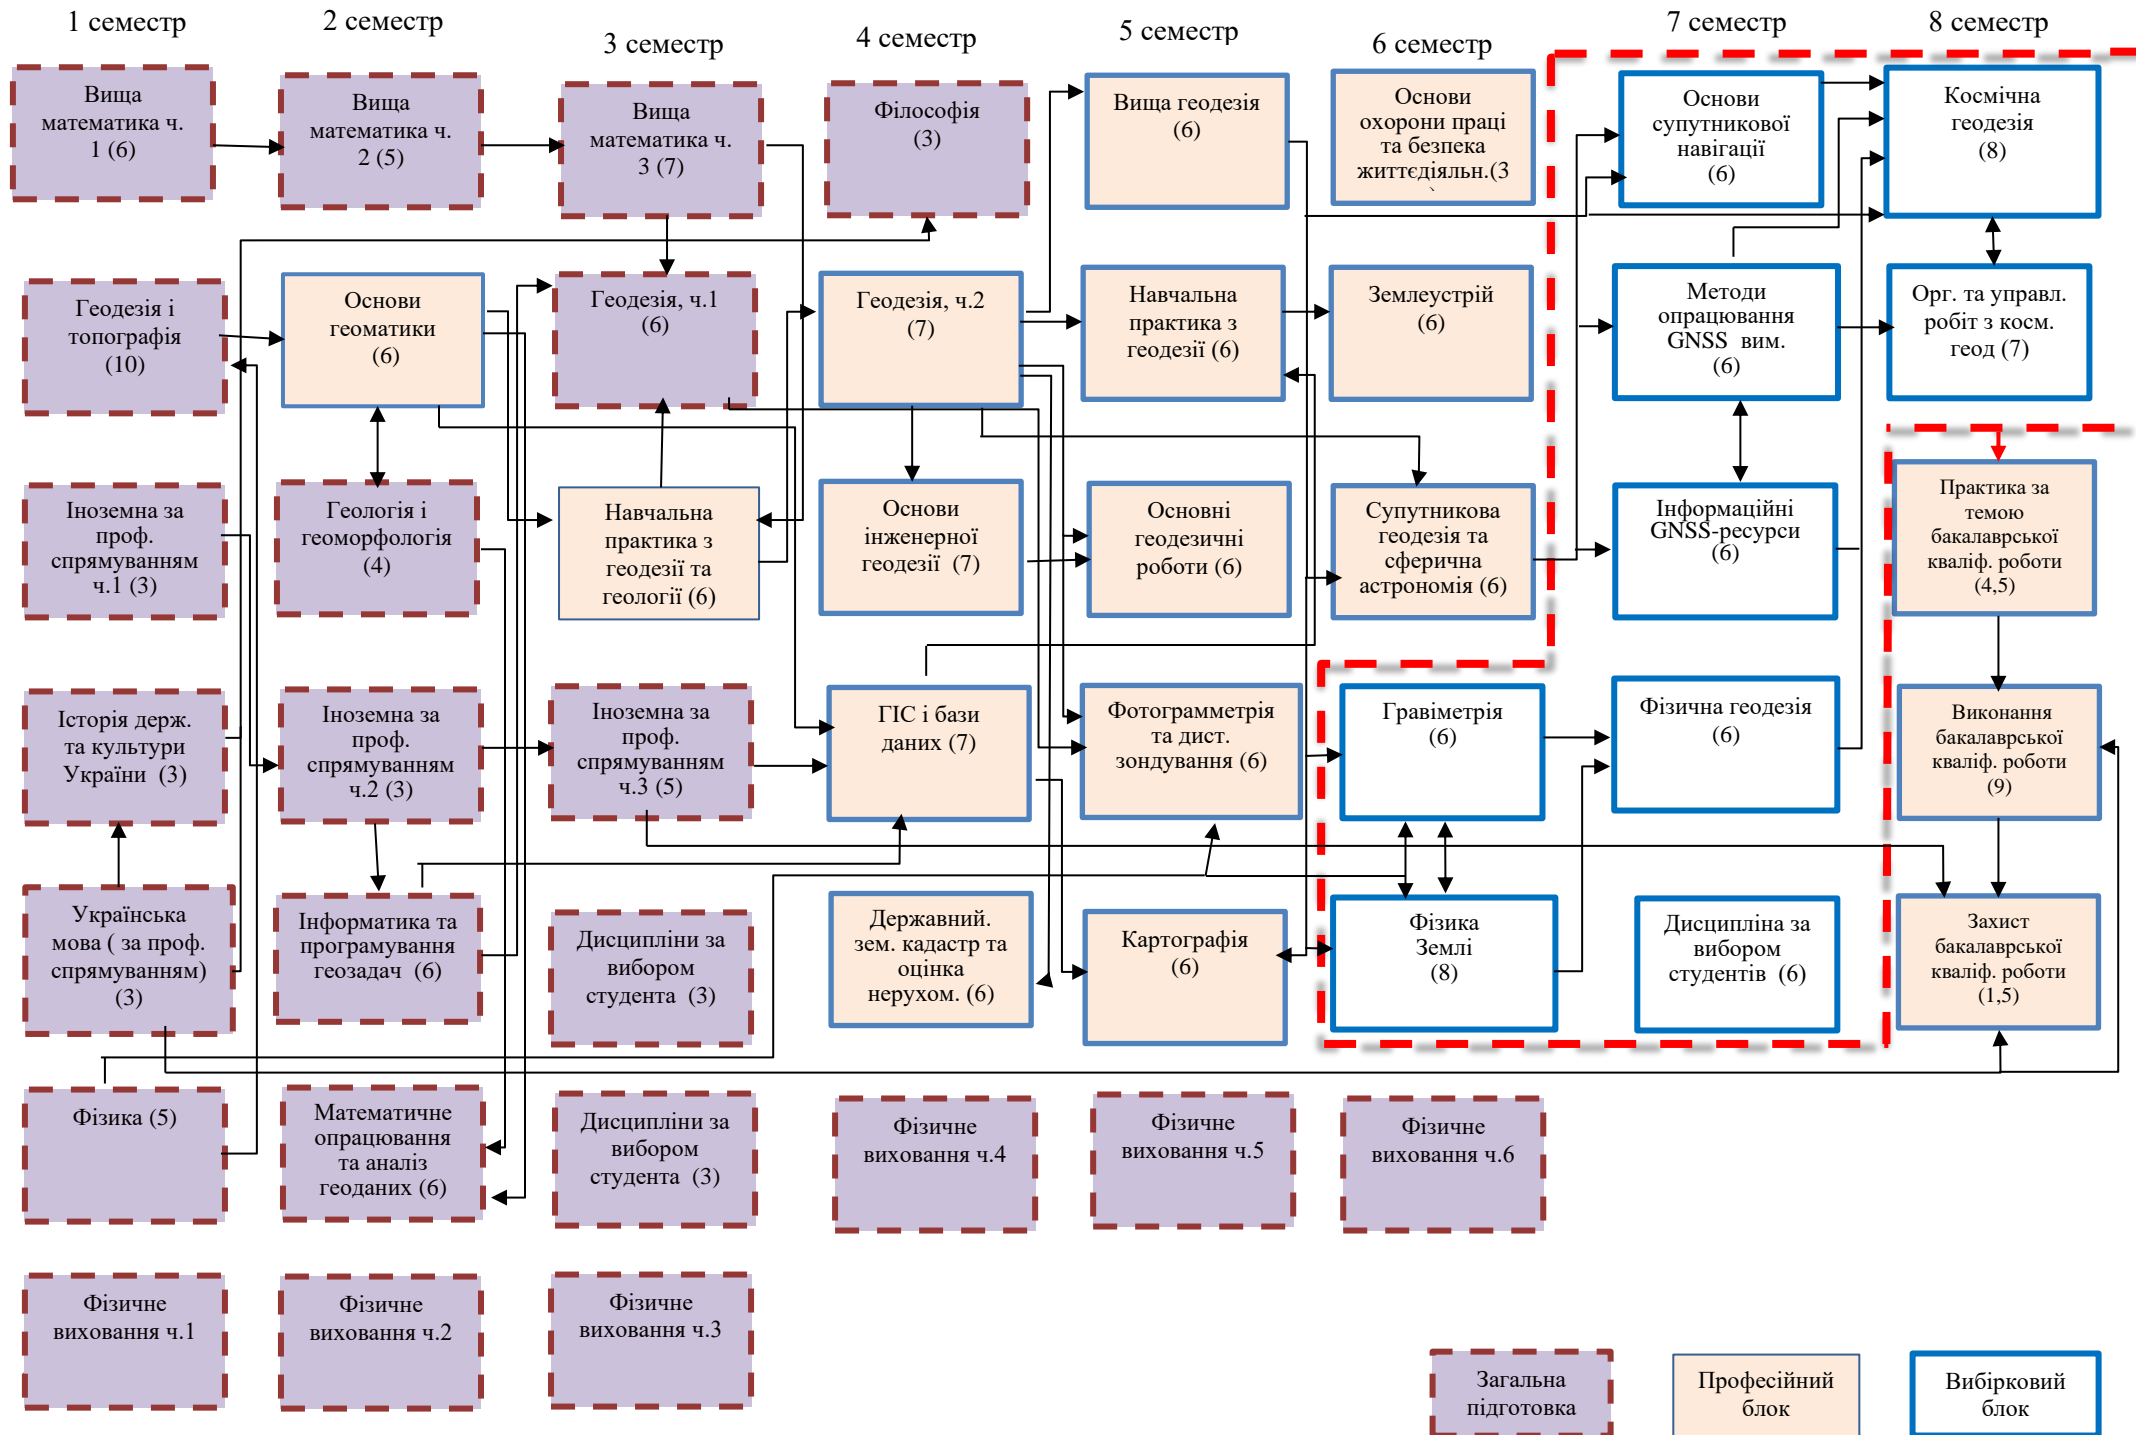 1 семестр
2 семестр
3 семестр
4 семестр
5 семестр
6 семестр
7 семестр
8 семестр
Вища
математика ч.
1 (6)
Вища
математика ч.
2 (5)
Вища
математика ч.
3 (7)
Філософія
(3)
Вища геодезія
(6)
Основи
охорони праці
та безпека
життєдіяльн.(3
Основи
супутникової
навігації
(6)
Космічна
геодезія
(8)
Геодезія і
топографія
(10)
Основи
геоматики
(6)
Геодезія, ч.1
(6)
Геодезія, ч.2
(7)
Навчальна
практика з
геодезії (6)
Землеустрій
(6)
Методи
опрацювання
GNSS вим.
(6)
Орг. та управл.
робіт з косм.
геод (7)
Іноземна за
проф.
спрямуванням
ч.1 (3)
Геологія і
геоморфологія
(4)
Навчальна
практика з
геодезії та
геології (6)
Основи
інженерної
геодезії (7)
Основні
геодезичні
роботи (6)
Супутникова
геодезія та
сферична
астрономія (6)
Інформаційні
GNSS-ресурси
(6)
Практика за
темою
бакалаврської
кваліф. роботи
(4,5)
Історія держ.
та культури
України (3)
Іноземна за
проф.
спрямуванням
ч.2 (3)
Іноземна за
проф.
спрямуванням
ч.3 (5)
ГІС і бази
даних (7)
Фотограмметрія
та дист.
зондування (6)
Гравіметрія
(6)
Фізична геодезія
(6)
Виконання
бакалаврської
кваліф. роботи
(9)
Українська
мова ( за проф.
спрямуванням)
(3)
Інформатика та
програмування
геозадач (6)
Дисципліни за
вибором
студента (3)
Державний.
зем. кадастр та
оцінка
нерухом. (6)
Картографія
(6)
Фізика
Землі
(8)
Дисципліна за
вибором
студентів (6)
Захист
бакалаврської
кваліф. роботи
(1,5)
Фізика (5)
Математичне
опрацювання
та аналіз
геоданих (6)
Дисципліни за
вибором
студента (3)
Фізичне
виховання ч.4
Фізичне
виховання ч.5
Фізичне
виховання ч.6
Фізичне
виховання ч.1
Фізичне
виховання ч.2
Фізичне
виховання ч.3
Загальна
підготовка
Професійний
блок
Вибірковий
блок